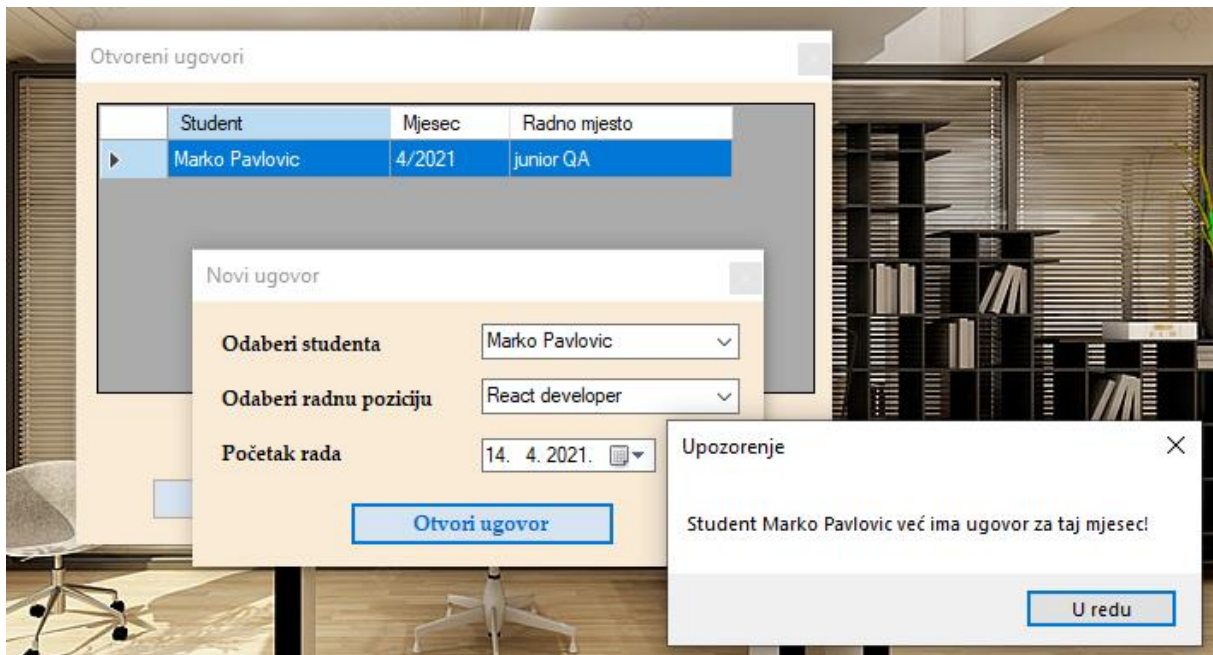 Otvoreni ugovori
Student Mjesec Radno mjesto
Marko Pavlovic 4/2021 junior QA
Novi ugovor
Odaberi studenta Marko Pavlovic
Odaberi radnu poziciju React developer
Početak rada 14. 4. 2021.
Otvori ugovor
Upozorenje
Student Marko Pavlovic već ima ugovor za taj mjesec!
U redu